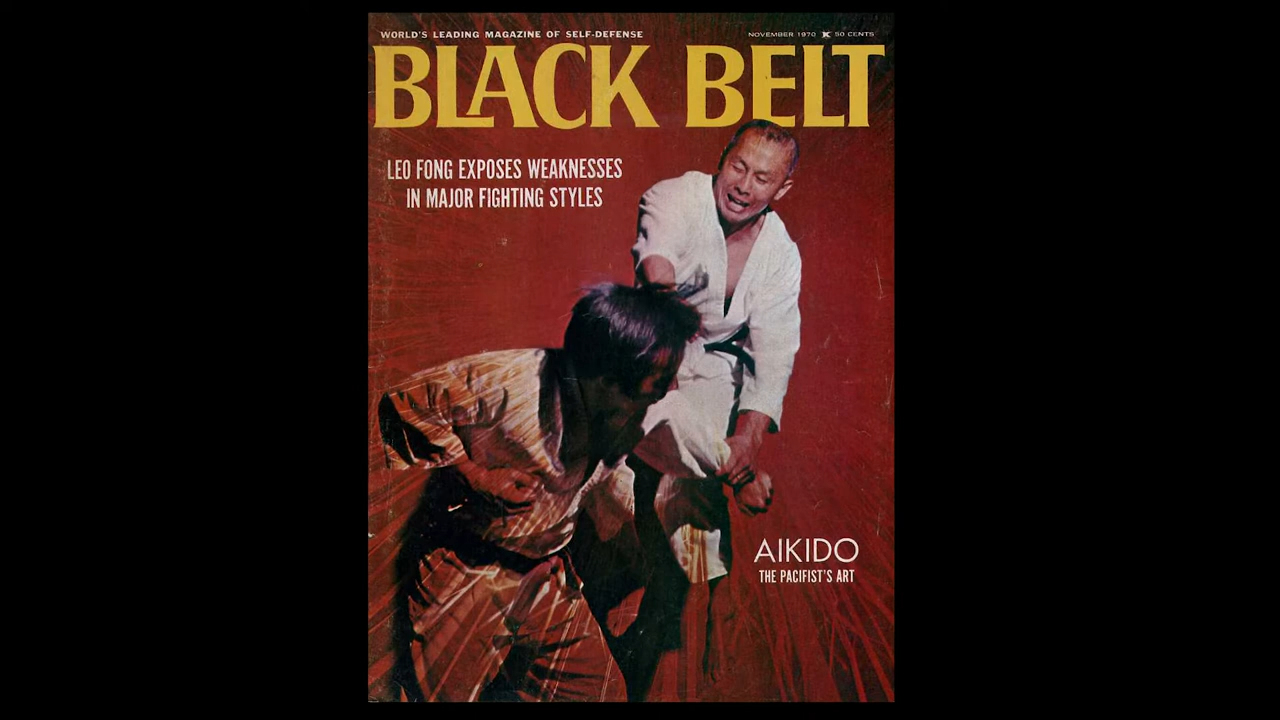 WORLD'S LEADING MAGAZINE OF SELF-DEFENSE
NOVEMBER 1970 K 50 CENTS
BLACK BELT
LEO FONG EXPOSES WEAKNESSES
IN MAJOR FIGHTING STYLES
AIKIDO
THE PACIFIST'S ART